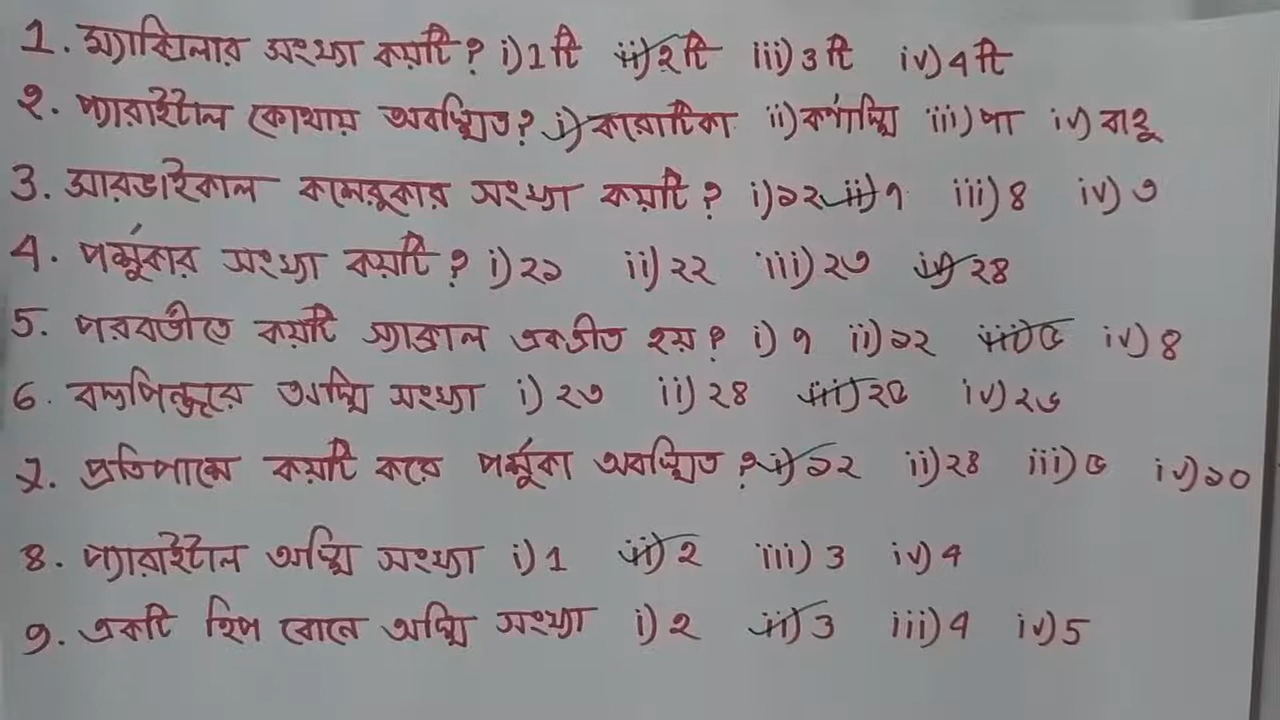 1. ম্যাক্সিলার সংখ্যা কয়টি? i) 1টি ii) ২টি iii) 3টি iv) 4টি
২. প্যারাইটাল কোথায় অবস্থিত? i) করোটিকা ii) কর্ণাস্থি iii) পা iv) বাহু
3. সারভাইকাল কশেরুকার সংখ্যা কয়টি? i) ১২ ii) ৭ iii) ৪ iv) ৩
4. পর্শুকার সংখ্যা কয়টি? i) ২১ ii) ২২ iii) ২৩ iv) ২৪
5. পরবর্তীতে কয়টি স্যাক্রাল একত্রীত হয়? i) ৭ ii) ১২ iii) ৫ iv) ৪
6. বক্ষপিঞ্জরে অস্থি সংখ্যা i) ২৩ ii) ২৪ iii) ২৫ iv) ২৬
7. প্রতিপাশে কয়টি করে পর্শুকা অবস্থিত? i) ১২ ii) ২৪ iii) ৫ iv) ১০
8. প্যারাইটাল অস্থি সংখ্যা i) 1 ii) ২ iii) 3 iv) 4
9. একটি হিপ বোনে অস্থি সংখ্যা i) ২ ii) 3 iii) 4 iv) 5